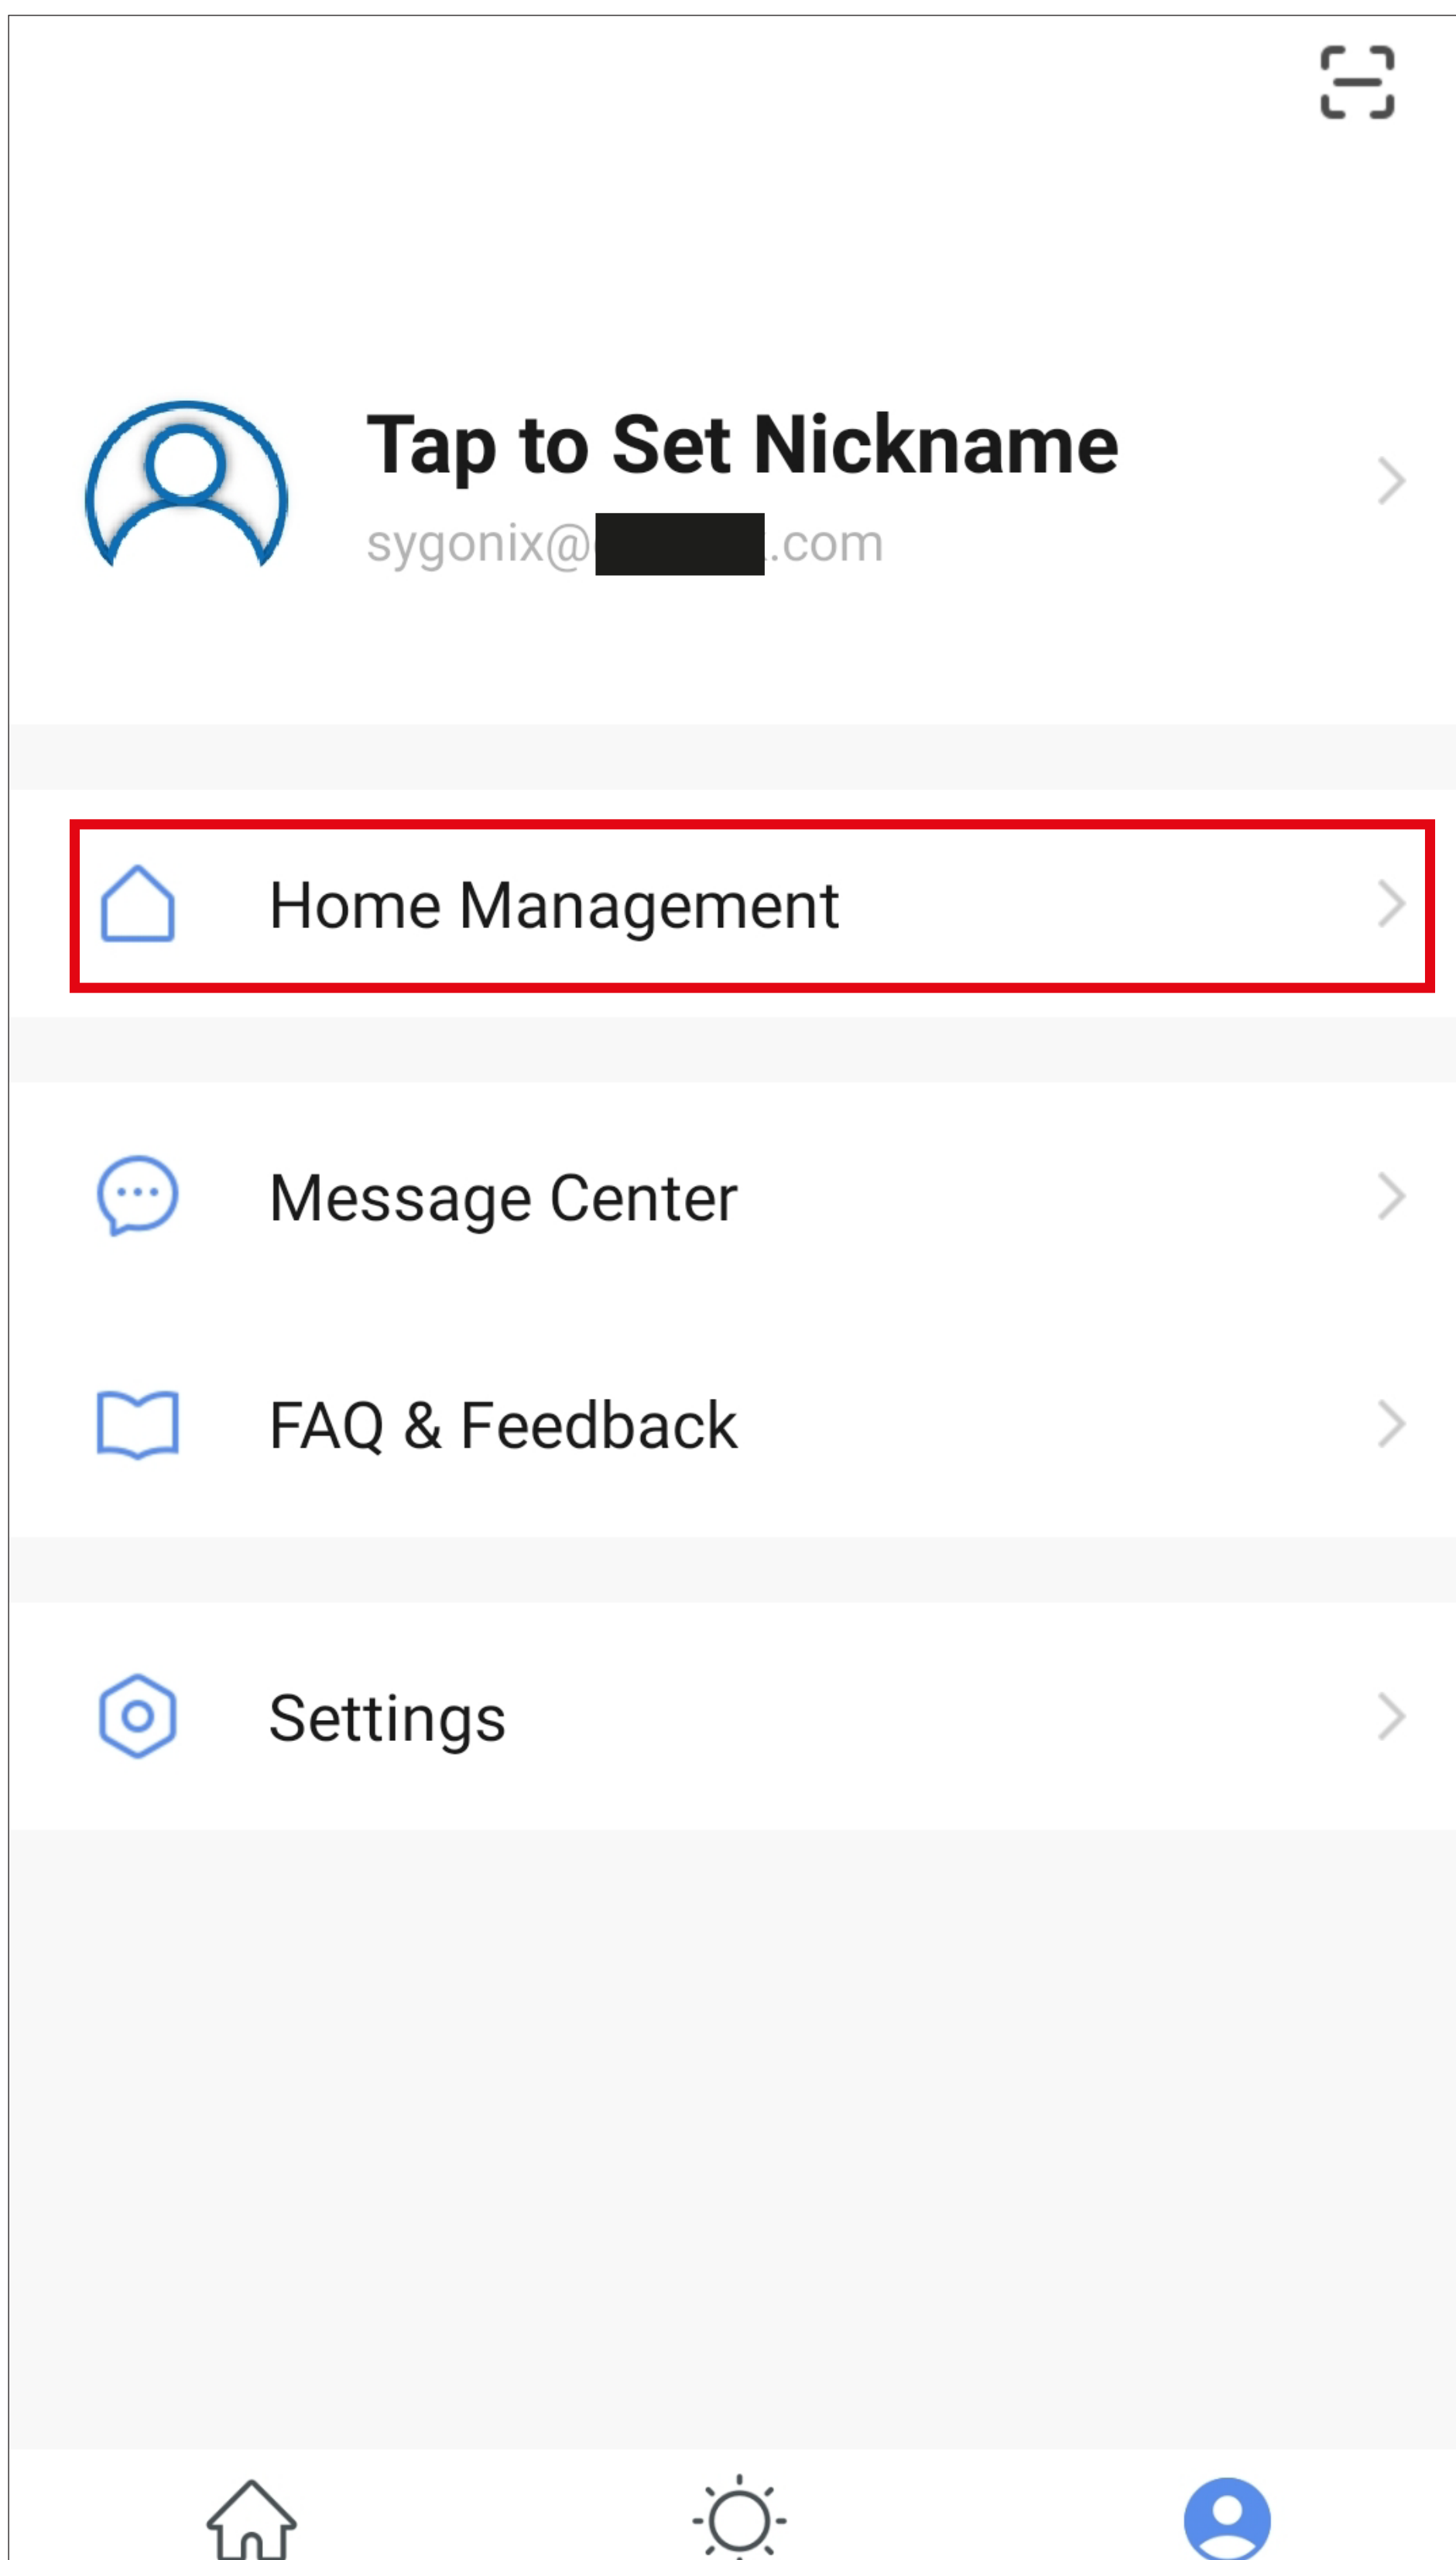 Tap to Set Nickname
sygonix@ .com
Home Management
Message Center
FAQ & Feedback
Settings